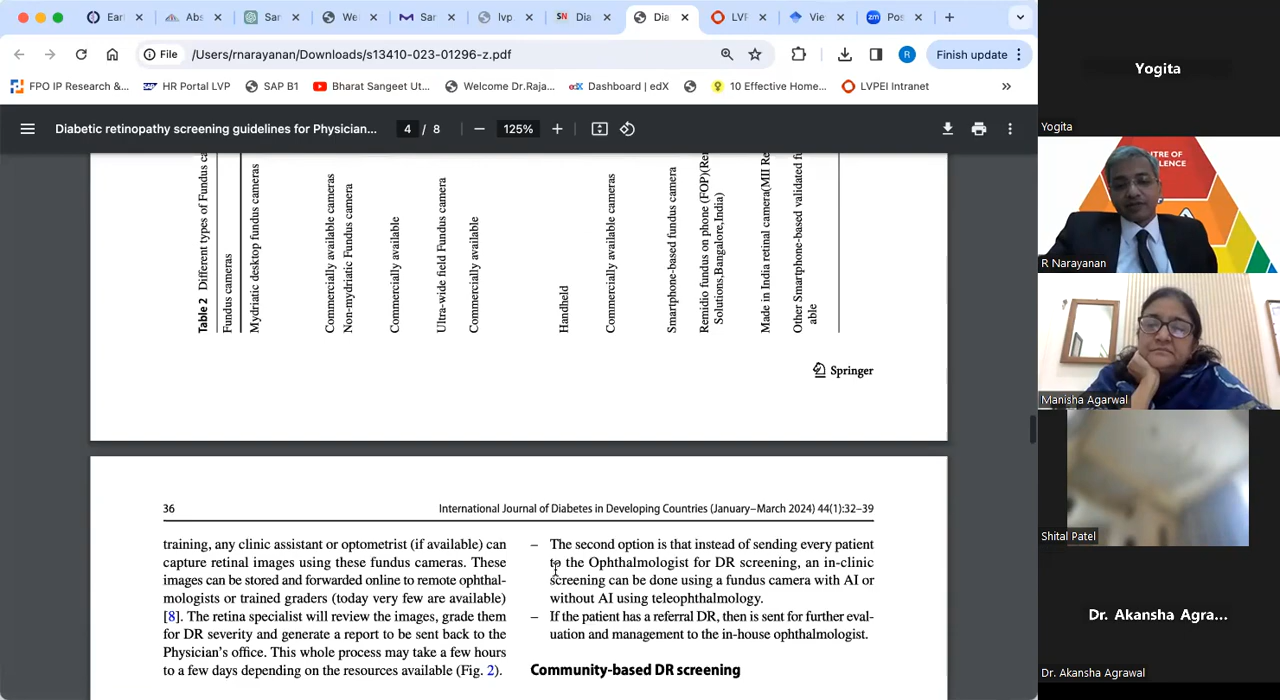 Earl
Abs
Sar
We
Sar
lvp
Dia
Dia
LVP
Vie
Pos
File
/Users/rnarayanan/Downloads/s13410-023-01296-z.pdf
R
Finish update
FPO IP Research &...
HR Portal LVP
SAP B1
Bharat Sangeet Ut...
Welcome Dr.Raja...
Dashboard | edX
10 Effective Home...
LVPEI Intranet
Diabetic retinopathy screening guidelines for Physician...
4 / 8
125%
Table 2 Different types of Fundus ca
Fundus cameras
Mydriatic desktop fundus cameras
Commercially available cameras
Non-mydriatic Fundus camera
Commercially available
Ultra-wide field Fundus camera
Commercially available
Handheld
Commercially available cameras
Smartphone-based fundus camera
Remidio fundus on phone (FOP)(Rem
Solutions,Bangalore,India)
Made in India retinal camera(MII Re
Other Smartphone-based validated fu
able
Springer
36
International Journal of Diabetes in Developing Countries (January–March 2024) 44(1):32–39
training, any clinic assistant or optometrist (if available) can
capture retinal images using these fundus cameras. These
images can be stored and forwarded online to remote ophthal-
mologists or trained graders (today very few are available)
[8]. The retina specialist will review the images, grade them
for DR severity and generate a report to be sent back to the
Physician's office. This whole process may take a few hours
to a few days depending on the resources available (Fig. 2).
– The second option is that instead of sending every patient
to the Ophthalmologist for DR screening, an in-clinic
screening can be done using a fundus camera with AI or
without AI using teleophthalmology.
– If the patient has a referral DR, then is sent for further eval-
uation and management to the in-house ophthalmologist.
Community-based DR screening
Yogita
Yogita
TRE OF
LLENCE
R Narayanan
Manisha Agarwal
Shital Patel
Dr. Akansha Agra...
Dr. Akansha Agrawal